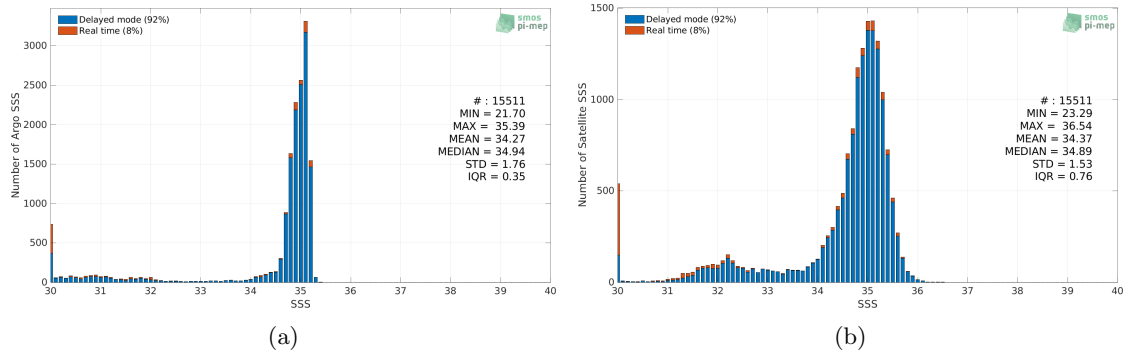 Delayed mode (92%)
Real time (8%)
smos
pi-mep
Number of Argo SSS
3000
2500
2000
1500
1000
500
0
# : 15511
MIN = 21.70
MAX = 35.39
MEAN = 34.27
MEDIAN = 34.94
STD = 1.76
IQR = 0.35
30 31 32 33 34 35 36 37 38 39 40
SSS
(a)
Delayed mode (92%)
Real time (8%)
smos
pi-mep
Number of Satellite SSS
1500
1000
500
0
# : 15511
MIN = 23.29
MAX = 36.54
MEAN = 34.37
MEDIAN = 34.89
STD = 1.53
IQR = 0.76
30 31 32 33 34 35 36 37 38 39 40
SSS
(b)